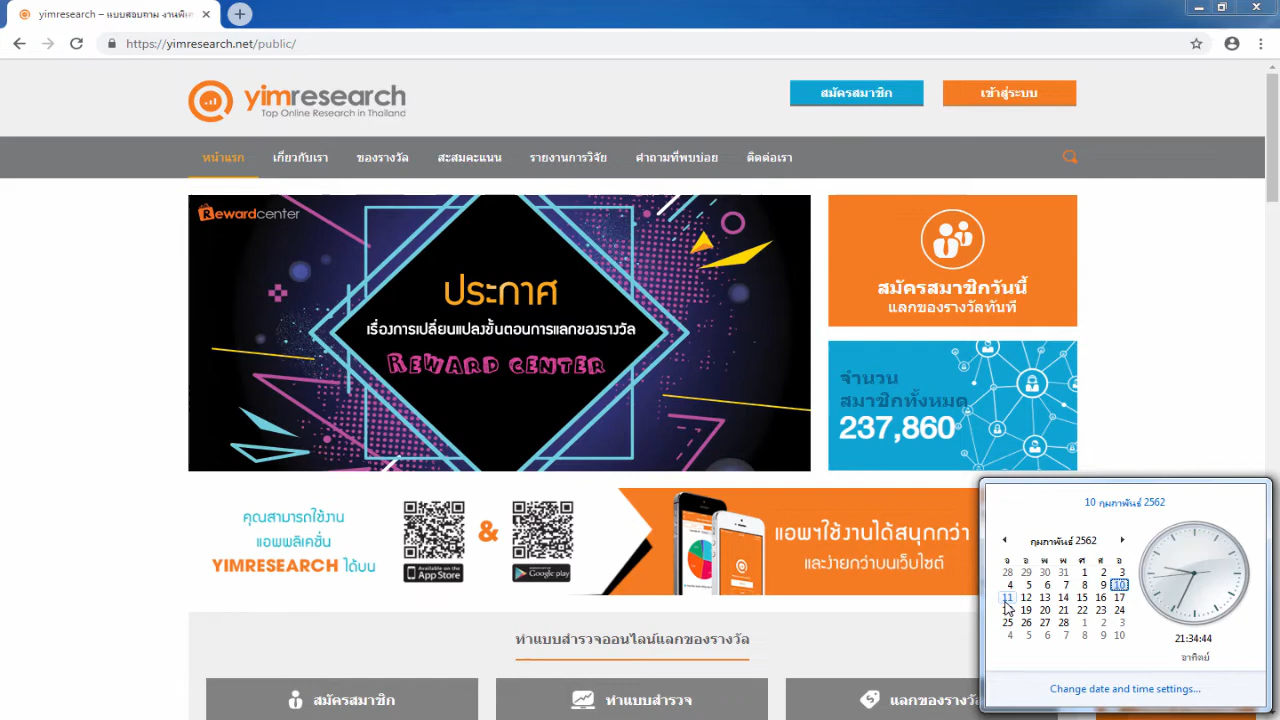 yimresearch – แบบสอบถาม งานพิเศ
https://yimresearch.net/public/
yimresearch
Top Online Research in Thailand
สมัครสมาชิก
เข้าสู่ระบบ
หน้าแรก เกี่ยวกับเรา ของรางวัล สะสมคะแนน รายงานการวิจัย คำถามที่พบบ่อย ติดต่อเรา
Rewardcenter
ประกาศ
เรื่องการเปลี่ยนแปลงขั้นตอนการแลกของรางวัล
REWARD CENTER
สมัครสมาชิกวันนี้
แลกของรางวัลทันที
จำนวน
สมาชิกทั้งหมด
237,860
คุณสามารถใช้งาน
แอพพลิเคชั่น
YIMRESEARCH ได้บน
Available on the
App Store
&
Google play
แอพฯใช้งานได้สนุกกว่า
และง่ายกว่าบนเว็บไซต์
ทำแบบสำรวจออนไลน์แลกของรางวัล
สมัครสมาชิก
ทำแบบสำรวจ
แลกของรางวัล
10 กุมภาพันธ์ 2562
กุมภาพันธ์ 2562
จ อ พ พ ศ ส อ
28 29 30 31 1 2 3
4 5 6 7 8 9 10
11 12 13 14 15 16 17
19 20 21 22 23 24
25 26 27 28 1 2 3
4 5 6 7 8 9 10
21:34:44
อาทิตย์
Change date and time settings...